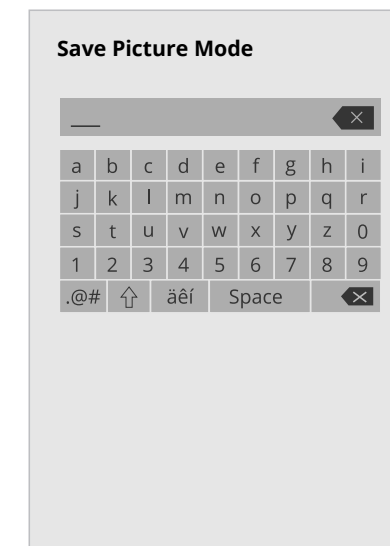 Save Picture Mode
a b c d e f g h i
j k l m n o p q r
s t u v w x y z 0
1 2 3 4 5 6 7 8 9
.@# äêí Space